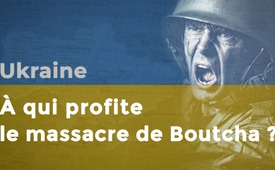 Ukraine
À qui profite
le massacre de Boutcha ?